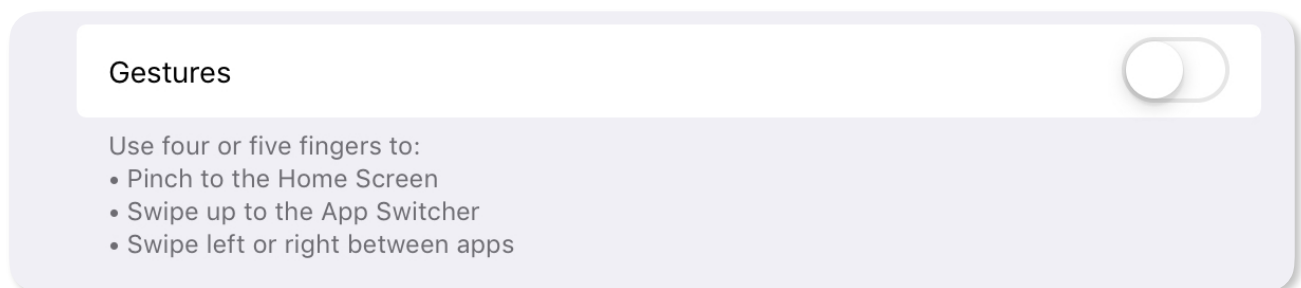 Gestures
Use four or five fingers to:
• Pinch to the Home Screen
• Swipe up to the App Switcher
• Swipe left or right between apps